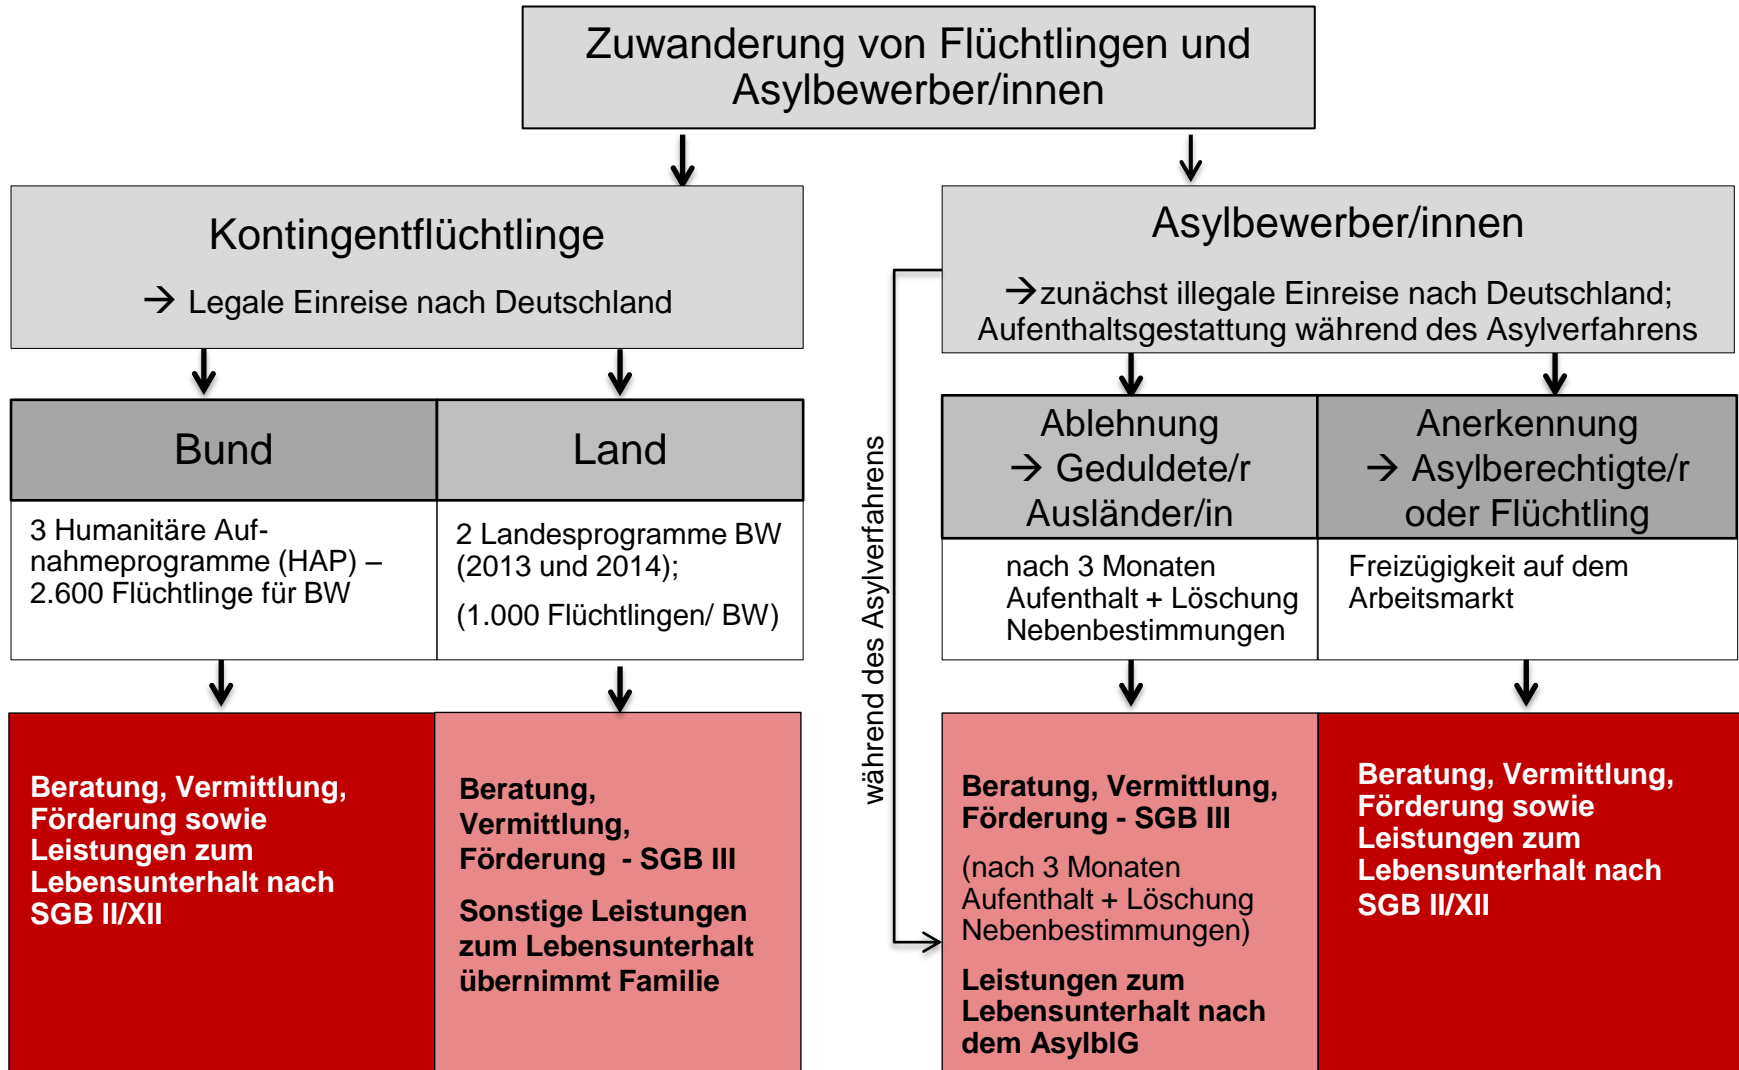 Zuwanderung von Flüchtlingen und
Asylbewerber/innen
Kontingentflüchtlinge
→ Legale Einreise nach Deutschland
Asylbewerber/innen
→zunächst illegale Einreise nach Deutschland;
Aufenthaltsgestattung während des Asylverfahrens
Bund
Land
3 Humanitäre Auf-
nahmeprogramme (HAP) –
2.600 Flüchtlinge für BW
2 Landesprogramme BW
(2013 und 2014);
(1.000 Flüchtlingen/ BW)
während des Asylverfahrens
Ablehnung
→ Geduldete/r
Ausländer/in
Anerkennung
→ Asylberechtigte/r
oder Flüchtling
nach 3 Monaten
Aufenthalt + Löschung
Nebenbestimmungen
Freizügigkeit auf dem
Arbeitsmarkt
Beratung, Vermittlung,
Förderung sowie
Leistungen zum
Lebensunterhalt nach
SGB II/XII
Beratung,
Vermittlung,
Förderung - SGB III
Sonstige Leistungen
zum Lebensunterhalt
übernimmt Familie
Beratung, Vermittlung,
Förderung - SGB III
(nach 3 Monaten
Aufenthalt + Löschung
Nebenbestimmungen)
Leistungen zum
Lebensunterhalt nach
dem AsylblG
Beratung, Vermittlung,
Förderung sowie
Leistungen zum
Lebensunterhalt nach
SGB II/XII